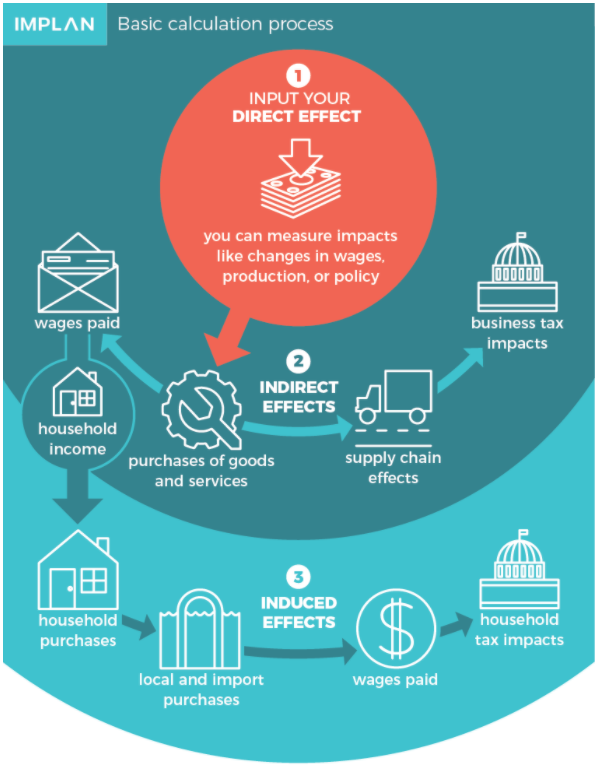 IMPLAN
Basic calculation process
1
INPUT YOUR
DIRECT EFFECT
you can measure impacts
like changes in wages,
production, or policy
wages paid
business tax
impacts
2
INDIRECT
EFFECTS
household
income
purchases of goods
and services
supply chain
effects
3
INDUCED
EFFECTS
household
purchases
local and import
purchases
$
wages paid
household
tax impacts